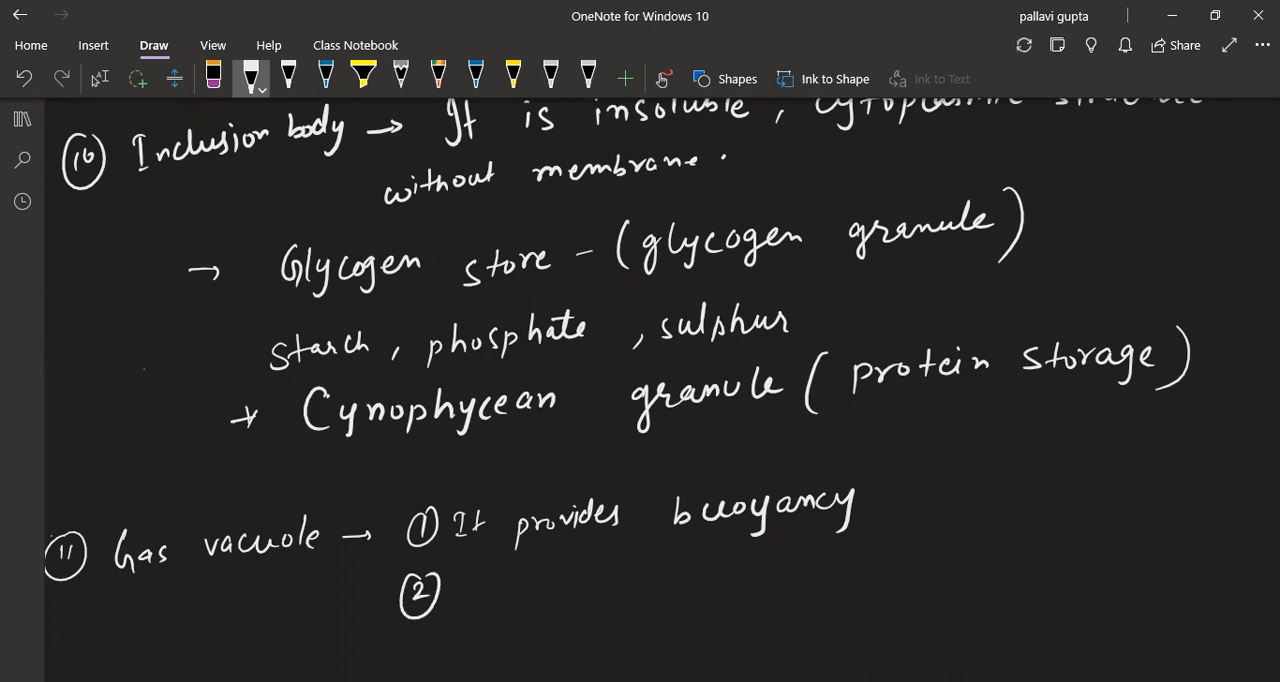 OneNote for Windows 10
pallavi gupta
Home Insert Draw View Help Class Notebook
Share
Shapes Ink to Shape Ink to Text
10 Inclusion body → It is insoluble, cytoplasmic structure
without membrane.
→ Glycogen store - (glycogen granule)
starch, phosphate, sulphur
→ Cynophycean granule (protein storage)
11 Gas vacuole → 1 It provides buoyancy
2